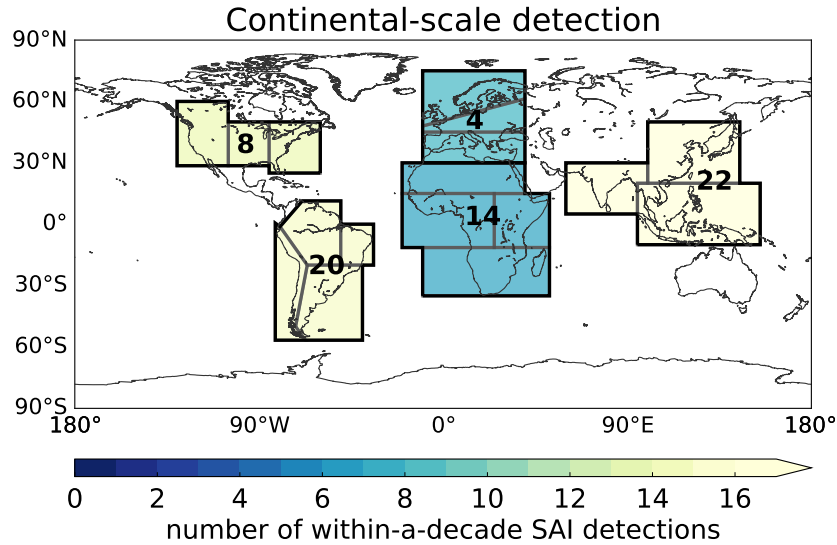 Continental-scale detection
90°N
60°N
30°N
0°
30°S
60°S
90°S
4
8
22
14
20
180° 90°W 0° 90°E 180°
0 2 4 6 8 10 12 14 16
number of within-a-decade SAI detections